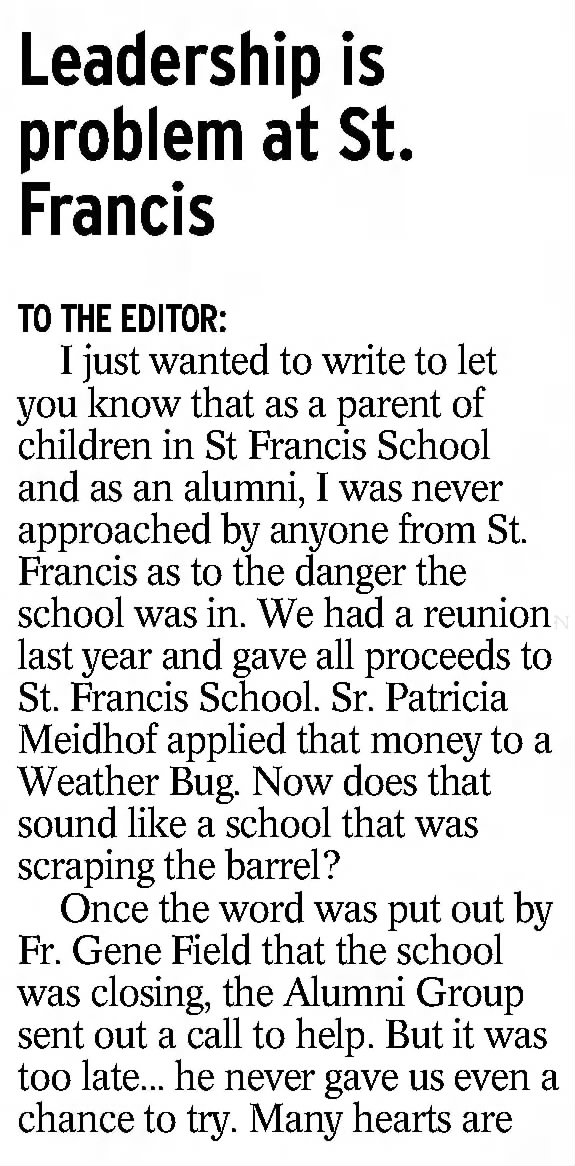 Leadership is
problem at St.
Francis
TO THE EDITOR:
I just wanted to write to let
you know that as a parent of
children in St Francis School
and as an alumni, I was never
approached by anyone from St.
Francis as to the danger the
school was in. We had a reunion
last year and gave all proceeds to
St. Francis School. Sr. Patricia
Meidhof applied that money to a
Weather Bug. Now does that
sound like a school that was
scraping the barrel?
Once the word was put out by
Fr. Gene Field that the school
was closing, the Alumni Group
sent out a call to help. But it was
too late... he never gave us even a
chance to try. Many hearts are